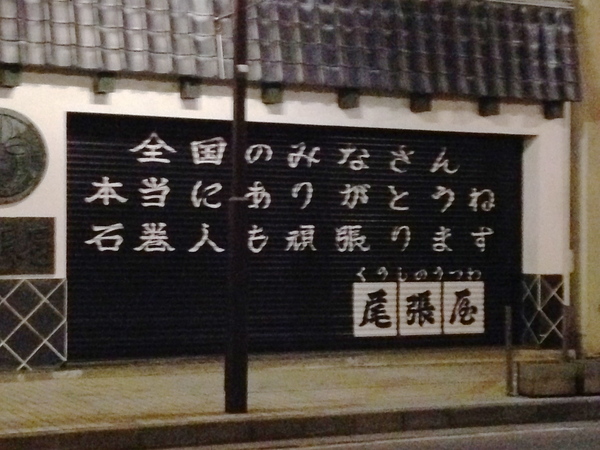 全国のみなさん
本当にありがとうね
石巻人も頑張ります
くらしのうつわ
尾張屋